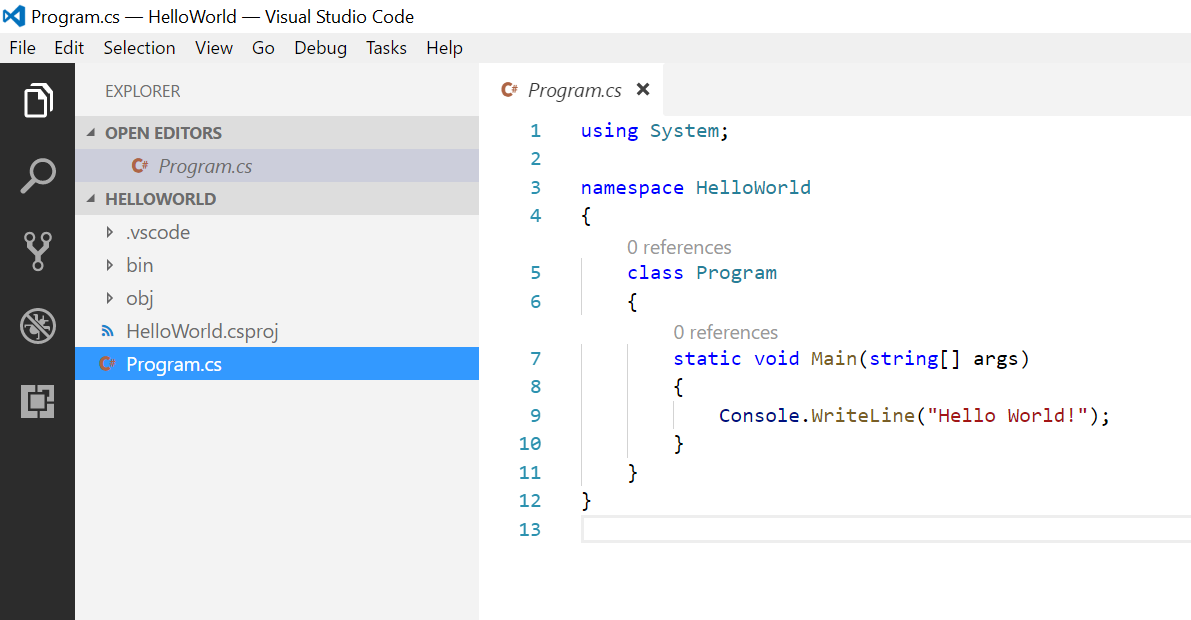 Program.cs — HelloWorld — Visual Studio Code
File Edit Selection View Go Debug Tasks Help
EXPLORER
OPEN EDITORS
C# Program.cs
HELLOWORLD
.vscode
bin
obj
HelloWorld.csproj
C# Program.cs
C# Program.cs
1 using System;
2
3 namespace HelloWorld
4 {
0 references
5 class Program
6 {
0 references
7 static void Main(string[] args)
8 {
9 Console.WriteLine("Hello World!");
10 }
11 }
12 }
13